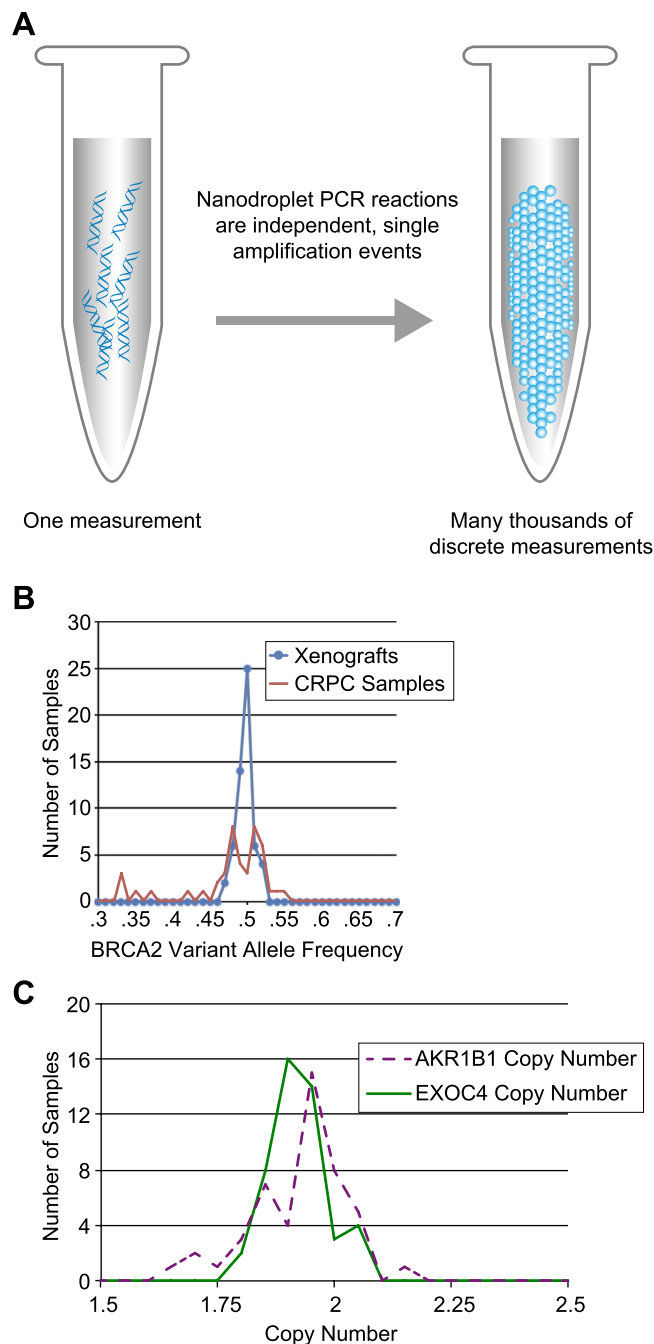 A
Nanodroplet PCR reactions
are independent, single
amplification events
One measurement
Many thousands of
discrete measurements
B
30
25
20
15
10
5
0
Number of Samples
Xenografts
CRPC Samples
.3 .35 .4 .45 .5 .55 .6 .65 .7
BRCA2 Variant Allele Frequency
C
20
16
12
8
4
0
Number of Samples
AKR1B1 Copy Number
EXOC4 Copy Number
1.5 1.75 2 2.25 2.5
Copy Number